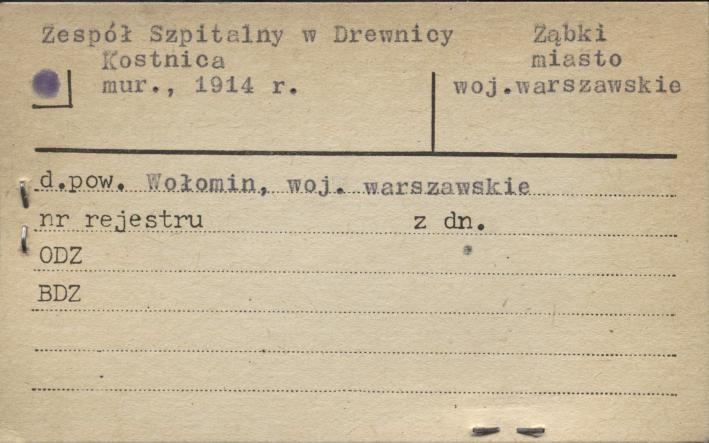 Zespół Szpitalny w Drewnicy
Kostnica
mur., 1914 r.
Ząbki
miasto
woj.warszawskie
d.pow. Wołomin, woj. warszawskie
nr rejestru z dn.
ODZ
BDZ